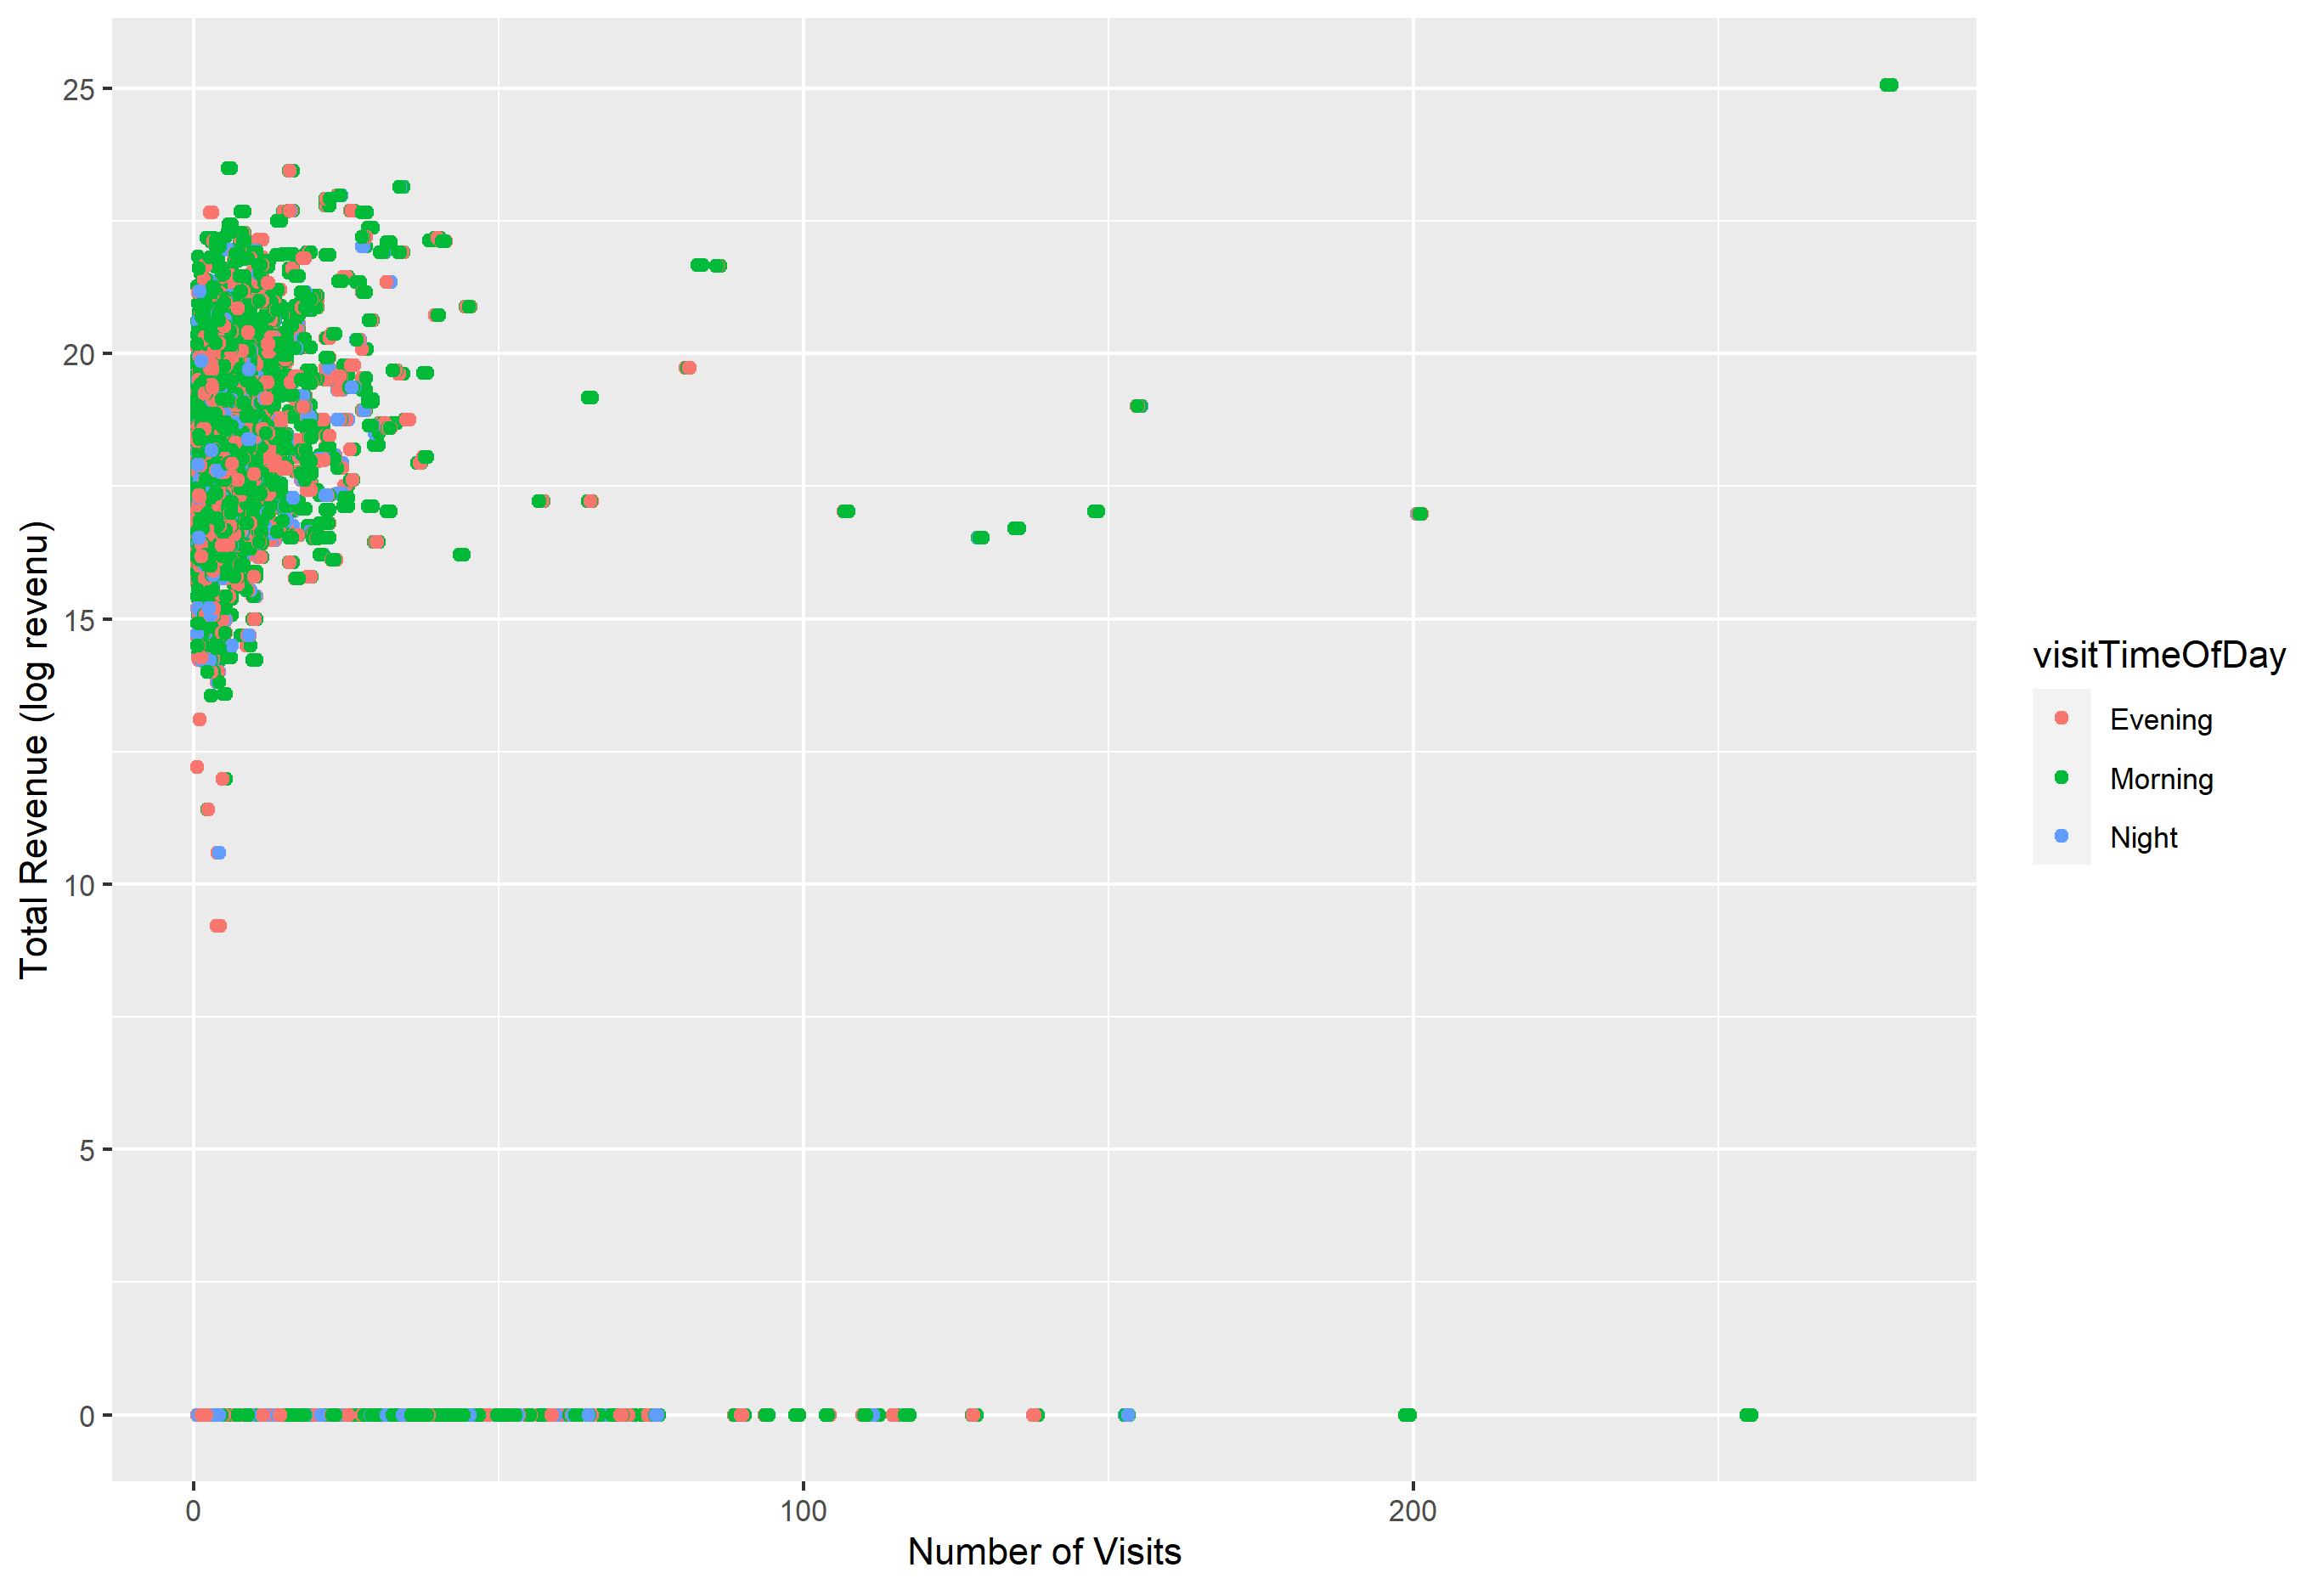 Total Revenue (log revenu)
25
20
15
10
5
0
0 100 200
Number of Visits
visitTimeOfDay
Evening
Morning
Night